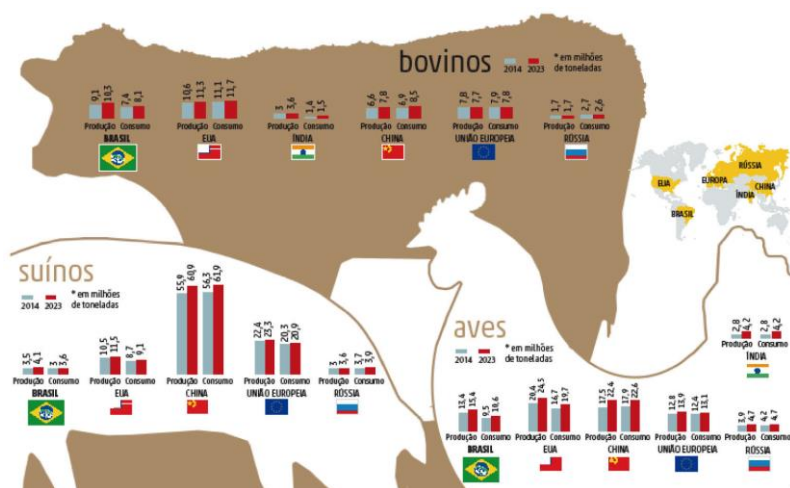 bovinos
2014 2023
* em milhões
de toneladas
9,1 10,3 7,4 8,1
Produção Consumo
BRASIL
10,6 11,3 11,1 11,7
Produção Consumo
EUA
3 3,6 1,4 1,5
Produção Consumo
ÍNDIA
6,6 7,8 6,9 8,5
Produção Consumo
CHINA
7,8 7,7 7,9 7,8
Produção Consumo
UNIÃO EUROPEIA
1,7 1,7 2,7 2,6
Produção Consumo
RÚSSIA
RÚSSIA
EUROPA
EUA
CHINA
ÍNDIA
BRASIL
suínos
2014 2023
* em milhões
de toneladas
3,5 4,1 3 3,6
Produção Consumo
BRASIL
10,5 11,5 8,7 9,1
Produção Consumo
EUA
55,9 60,9 56,3 61,9
Produção Consumo
CHINA
22,4 23,3 20,3 20,9
Produção Consumo
UNIÃO EUROPEIA
3 3,6 3,7 3,9
Produção Consumo
RÚSSIA
aves
2014 2023
* em milhões
de toneladas
2,8 4,2 2,8 4,2
Produção Consumo
ÍNDIA
13,4 15,4 9,5 10,6
Produção Consumo
BRASIL
20,4 24,5 16,7 19,7
Produção Consumo
EUA
17,5 22,4 17,9 22,6
Produção Consumo
CHINA
12,8 13,9 12,4 13,1
Produção Consumo
UNIÃO EUROPEIA
3,9 4,7 4,2 4,7
Produção Consumo
RÚSSIA